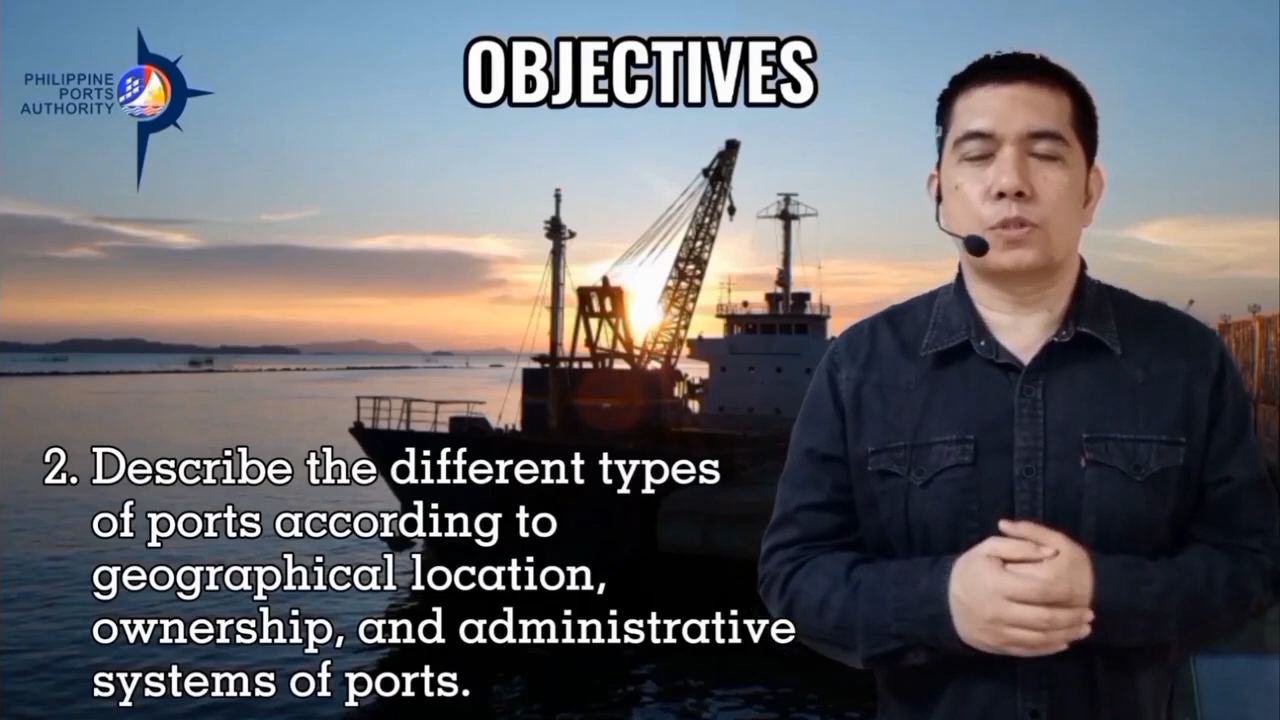 PHILIPPINE
PORTS
AUTHORITY
OBJECTIVES
2. Describe the different types
of ports according to
geographical location,
ownership, and administrative
systems of ports.